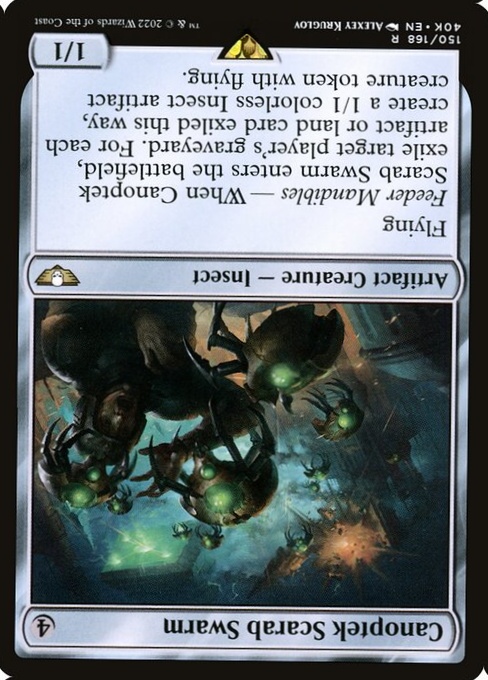 Canoptek Scarab Swarm
4
Artifact Creature — Insect
Flying
Feeder Mandibles — When Canoptek
Scarab Swarm enters the battlefield,
exile target player's graveyard. For each
artifact or land card exiled this way,
create a 1/1 colorless Insect artifact
creature token with flying.
1/1
150/168 R
40K • EN ALEXEY KRUGLOV
™ & © 2022 Wizards of the Coast